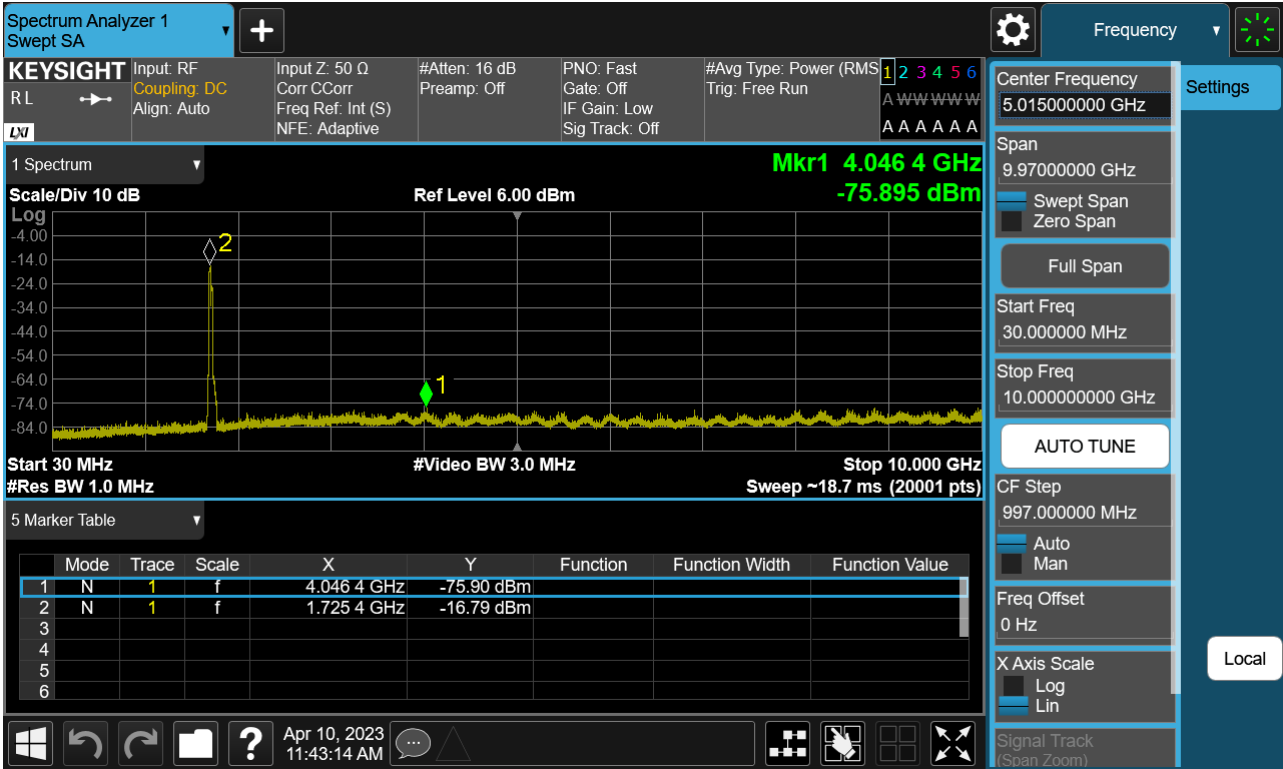 Spectrum Analyzer 1
Swept SA
Frequency
KEYSIGHT
R L
LXI
Input: RF
Coupling: DC
Align: Auto
Input Z: 50 Ω
Corr CCorr
Freq Ref: Int (S)
NFE: Adaptive
#Atten: 16 dB
Preamp: Off
PNO: Fast
Gate: Off
IF Gain: Low
Sig Track: Off
#Avg Type: Power (RMS
Trig: Free Run
1 2 3 4 5 6
A W W W W W
A A A A A A
1 Spectrum
Mkr1 4.046 4 GHz
-75.895 dBm
Scale/Div 10 dB
Ref Level 6.00 dBm
Log
-4.00
-14.0
-24.0
-34.0
-44.0
-54.0
-64.0
-74.0
-84.0
2
1
Start 30 MHz
#Video BW 3.0 MHz
Stop 10.000 GHz
#Res BW 1.0 MHz
Sweep ~18.7 ms (20001 pts)
5 Marker Table
Mode Trace Scale X Y Function Function Width Function Value
1 N 1 f 4.046 4 GHz -75.90 dBm
2 N 1 f 1.725 4 GHz -16.79 dBm
3
4
5
6
Apr 10, 2023
11:43:14 AM
Center Frequency
5.015000000 GHz
Settings
Span
9.97000000 GHz
Swept Span
Zero Span
Full Span
Start Freq
30.000000 MHz
Stop Freq
10.000000000 GHz
AUTO TUNE
CF Step
997.000000 MHz
Auto
Man
Freq Offset
0 Hz
X Axis Scale
Log
Lin
Signal Track
(Span Zoom)
Local